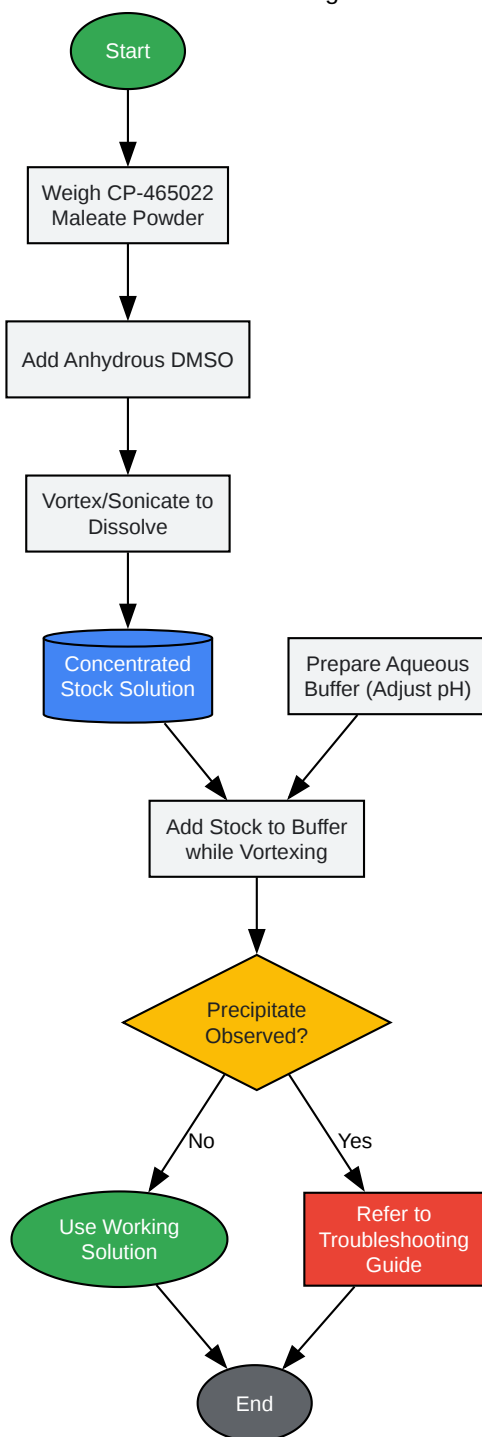 Start
Weigh CP-465022
Maleate Powder
Add Anhydrous DMSO
Vortex/Sonicate to
Dissolve
Concentrated
Stock Solution
Prepare Aqueous
Buffer (Adjust pH)
Add Stock to Buffer
while Vortexing
Precipitate
Observed?
No
Yes
Use Working
Solution
Refer to
Troubleshooting
Guide
End